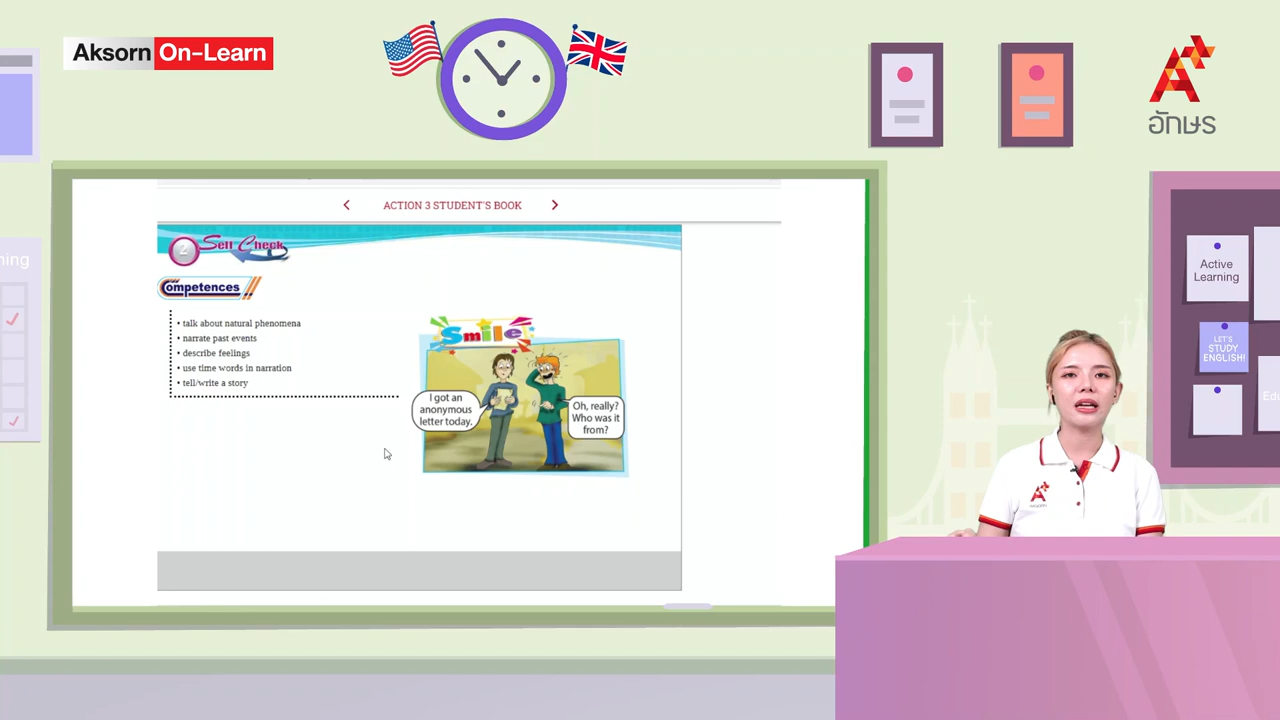 Aksorn On-Learn
อักษร
ACTION 3 STUDENT'S BOOK
2 Self Check
Competences
• talk about natural phenomena
• narrate past events
• describe feelings
• use time words in narration
• tell/write a story
Smile
I got an
anonymous
letter today.
Oh, really?
Who was it
from?
Active
Learning
LET'S
STUDY
ENGLISH!